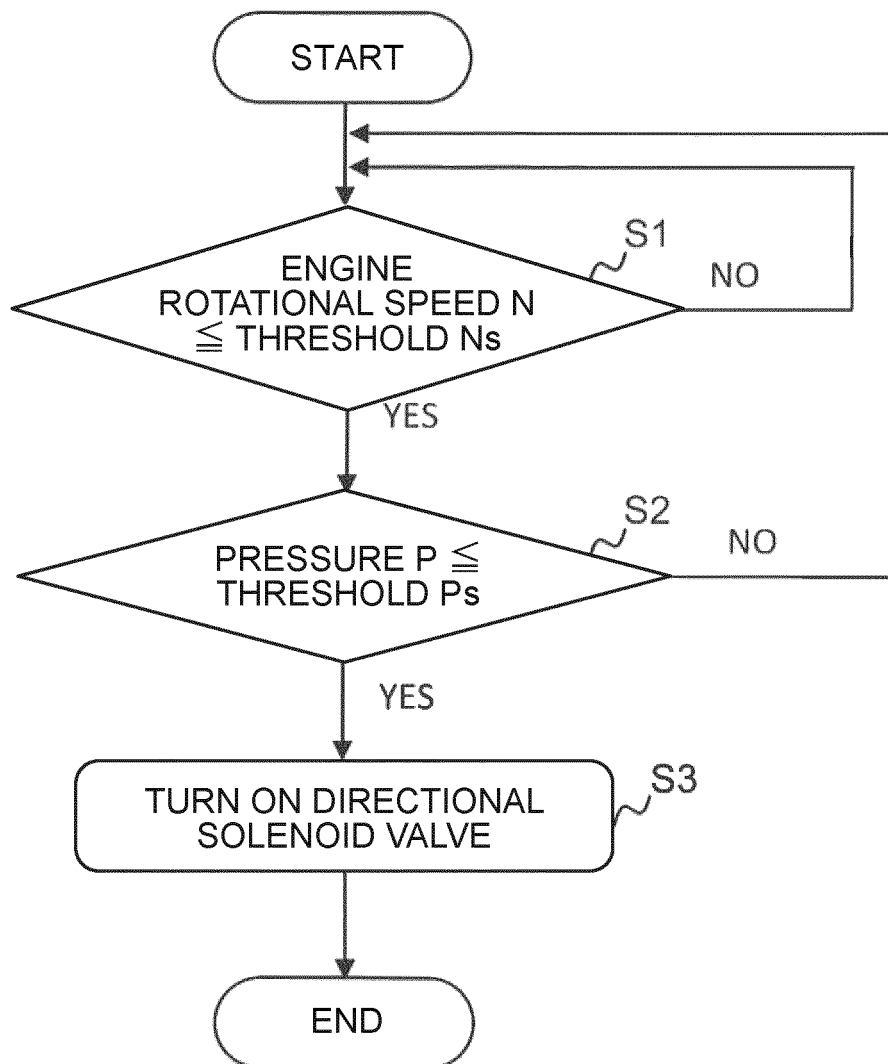 START
S1
ENGINE
ROTATIONAL SPEED N
≦ THRESHOLD Ns
NO
YES
S2
PRESSURE P ≦
THRESHOLD Ps
NO
YES
S3
TURN ON DIRECTIONAL
SOLENOID VALVE
END